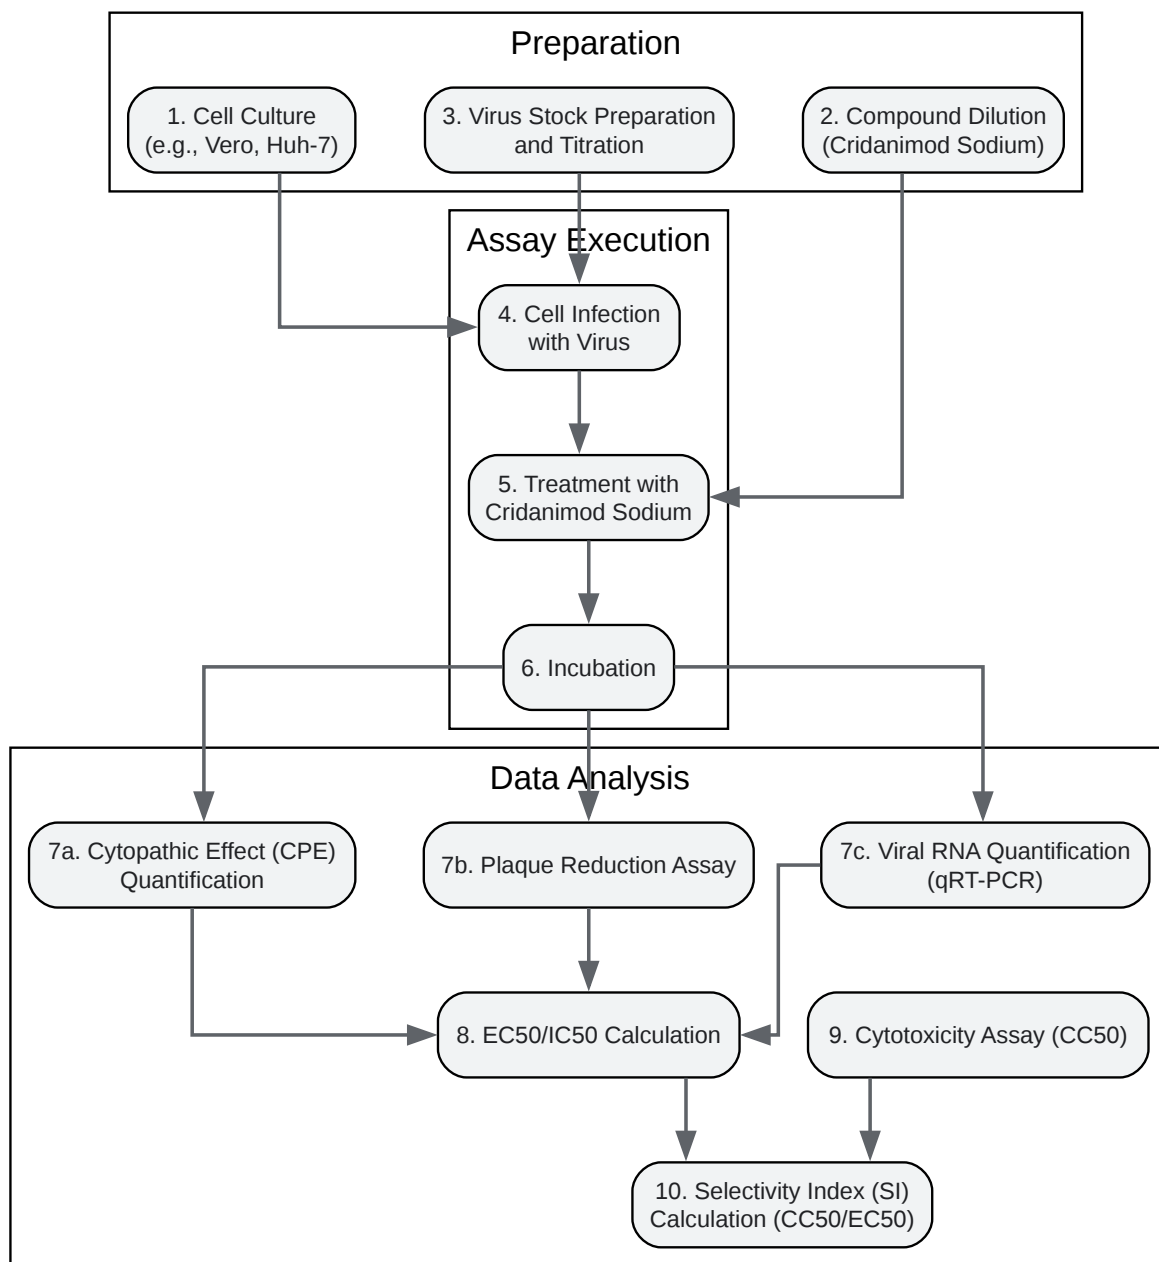 Preparation
1. Cell Culture
(e.g., Vero, Huh-7)
3. Virus Stock Preparation
and Titration
2. Compound Dilution
(Cridanimod Sodium)
Assay Execution
4. Cell Infection
with Virus
5. Treatment with
Cridanimod Sodium
6. Incubation
Data Analysis
7a. Cytopathic Effect (CPE)
Quantification
7b. Plaque Reduction Assay
7c. Viral RNA Quantification
(qRT-PCR)
8. EC50/IC50 Calculation
9. Cytotoxicity Assay (CC50)
10. Selectivity Index (SI)
Calculation (CC50/EC50)